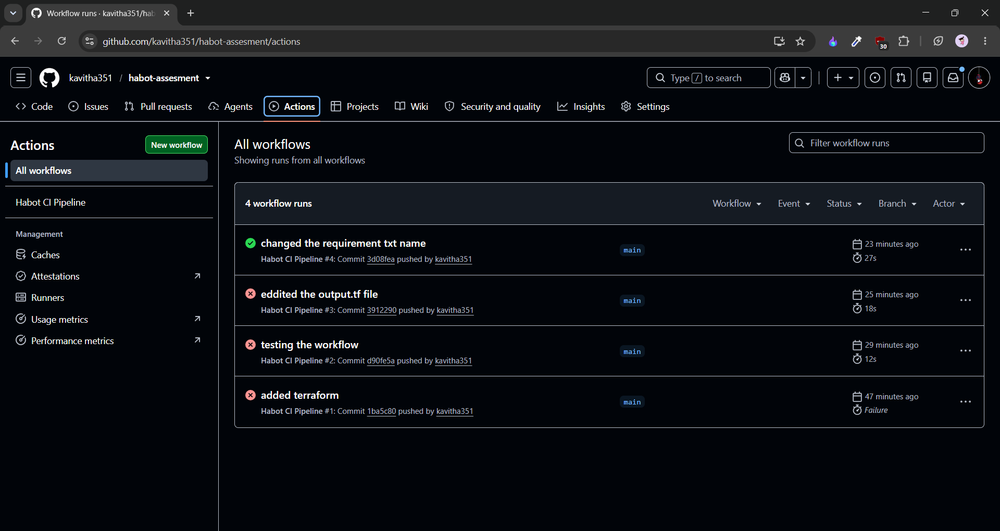 Workflow runs · kavitha351/hab
github.com/kavitha351/habot-assesment/actions
30
kavitha351 / habot-assesment
Type / to search
Code
Issues
Pull requests
Agents
Actions
Projects
Wiki
Security and quality
Insights
Settings
Actions
New workflow
All workflows
Habot CI Pipeline
Management
Caches
Attestations
Runners
Usage metrics
Performance metrics
All workflows
Showing runs from all workflows
Filter workflow runs
4 workflow runs
Workflow
Event
Status
Branch
Actor
changed the requirement txt name
Habot CI Pipeline #4: Commit 3d08fea pushed by kavitha351
main
23 minutes ago
27s
eddited the output.tf file
Habot CI Pipeline #3: Commit 3912290 pushed by kavitha351
main
25 minutes ago
18s
testing the workflow
Habot CI Pipeline #2: Commit d90fe5a pushed by kavitha351
main
29 minutes ago
12s
added terraform
Habot CI Pipeline #1: Commit 1ba5c80 pushed by kavitha351
main
47 minutes ago
Failure